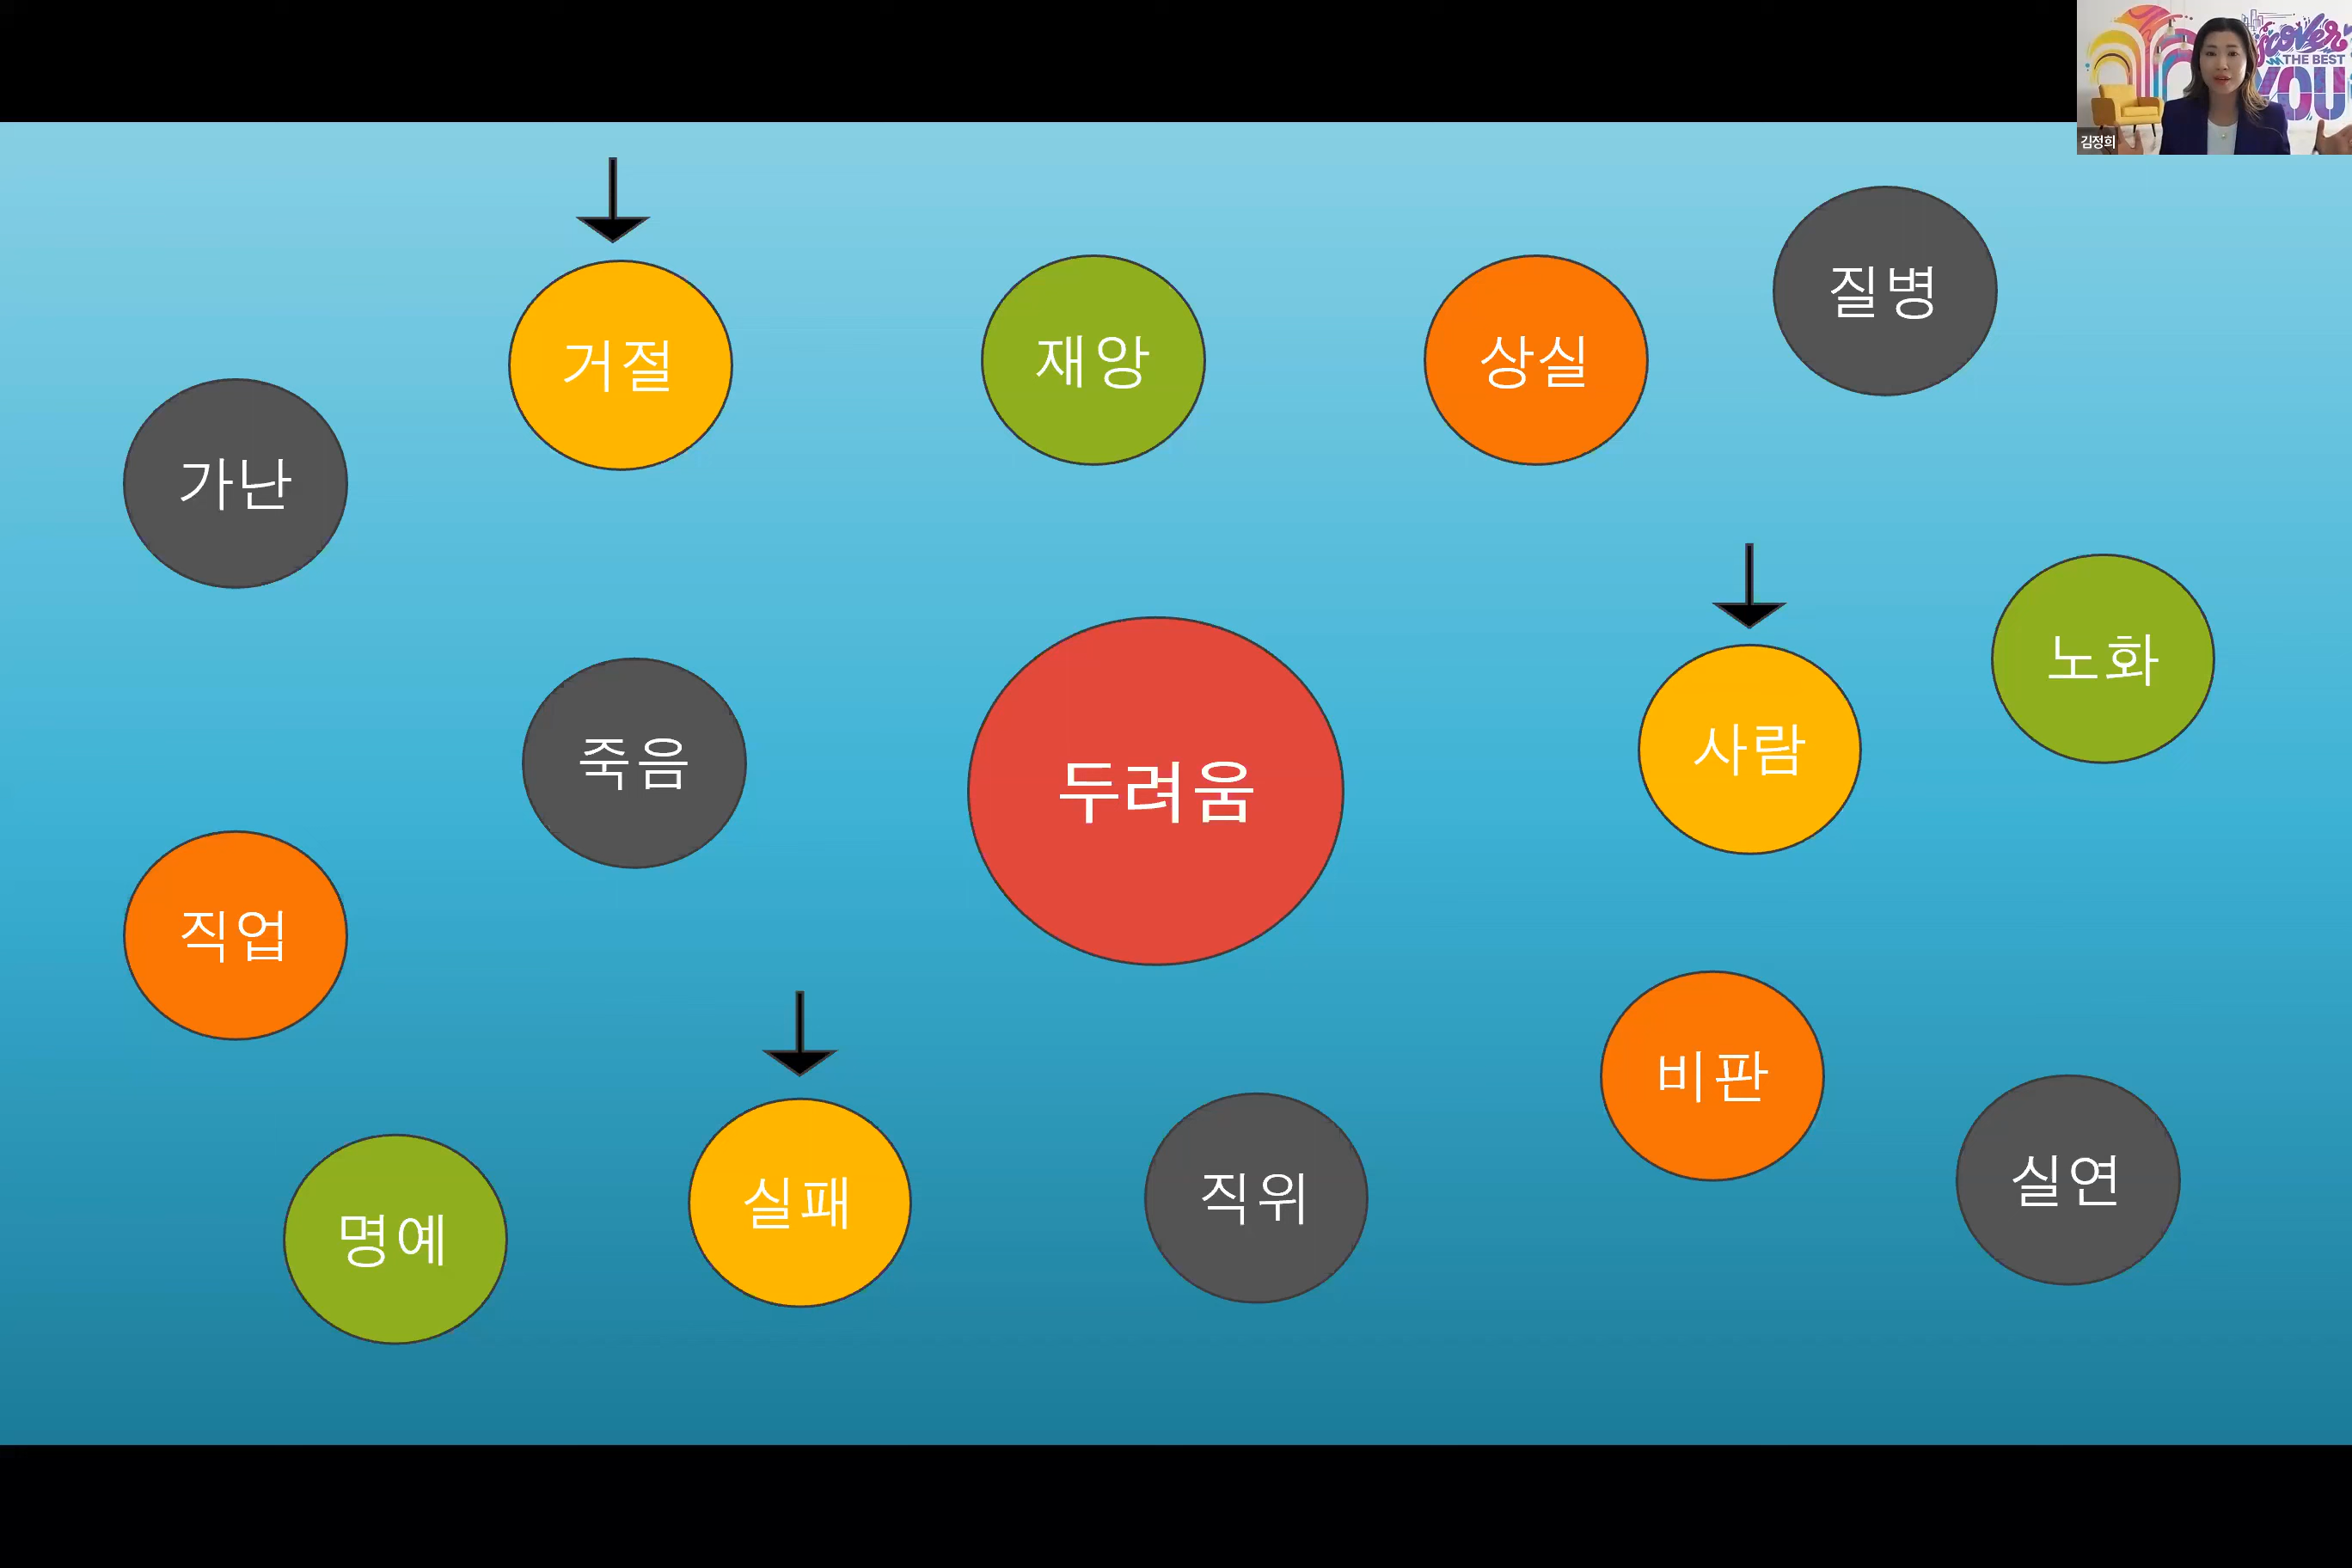 scover
THE BEST
YOU
김정희
질병
거절
재앙
상실
가난
노화
죽음
두려움
사람
직업
비판
명예
실패
직위
실연